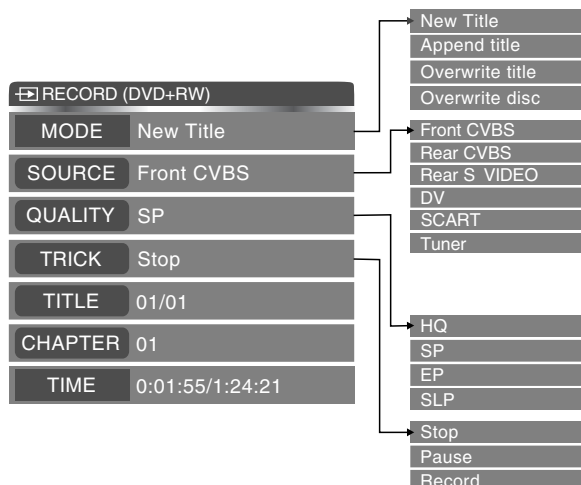 RECORD (DVD+RW)
MODE New Title
SOURCE Front CVBS
QUALITY SP
TRICK Stop
TITLE 01/01
CHAPTER 01
TIME 0:01:55/1:24:21
New Title
Append title
Overwrite title
Overwrite disc
Front CVBS
Rear CVBS
Rear S VIDEO
DV
SCART
Tuner
HQ
SP
EP
SLP
Stop
Pause
Record